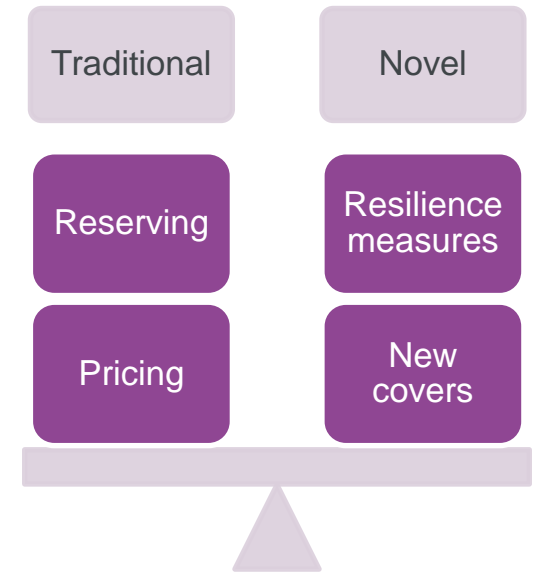 Traditional
Novel
Reserving
Resilience
measures
Pricing
New
covers